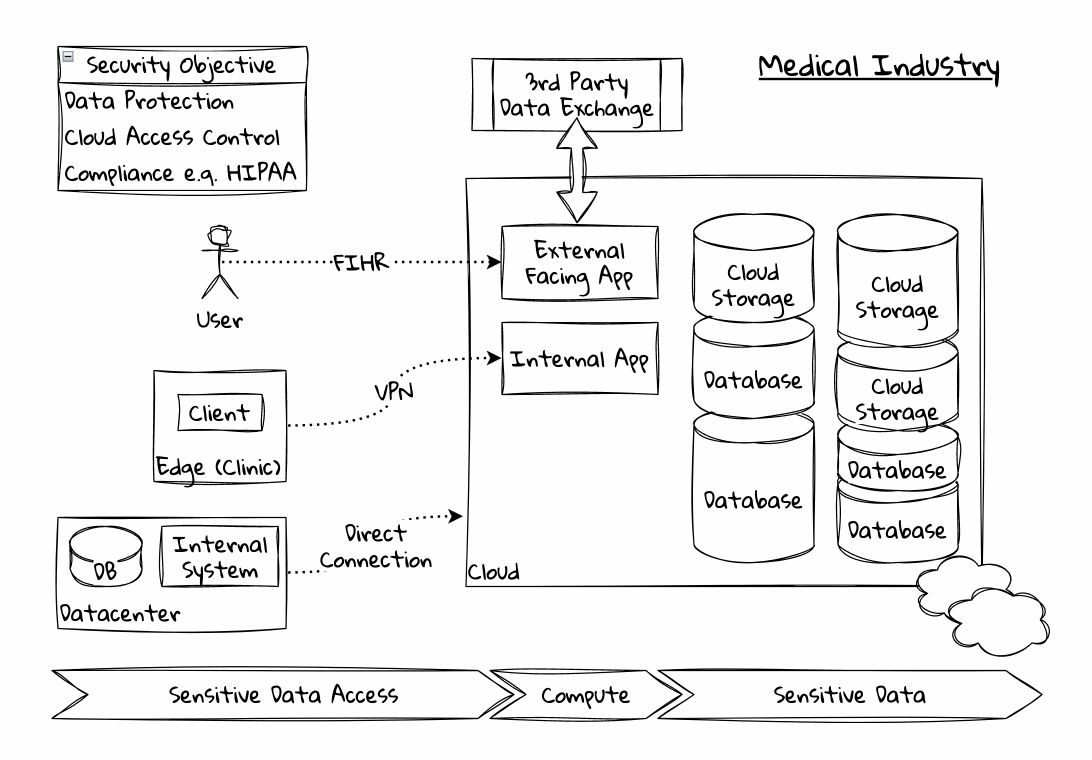 Security Objective
Data Protection
Cloud Access Control
Compliance e.g. HIPAA
3rd Party
Data Exchange
Medical Industry
User
FIHR
External
Facing App
Internal App
VPN
Client
Edge (Clinic)
DB
Internal
System
Datacenter
Direct
Connection
Cloud
Cloud
Storage
Database
Database
Cloud
Storage
Cloud
Storage
Database
Database
Sensitive Data Access
Compute
Sensitive Data